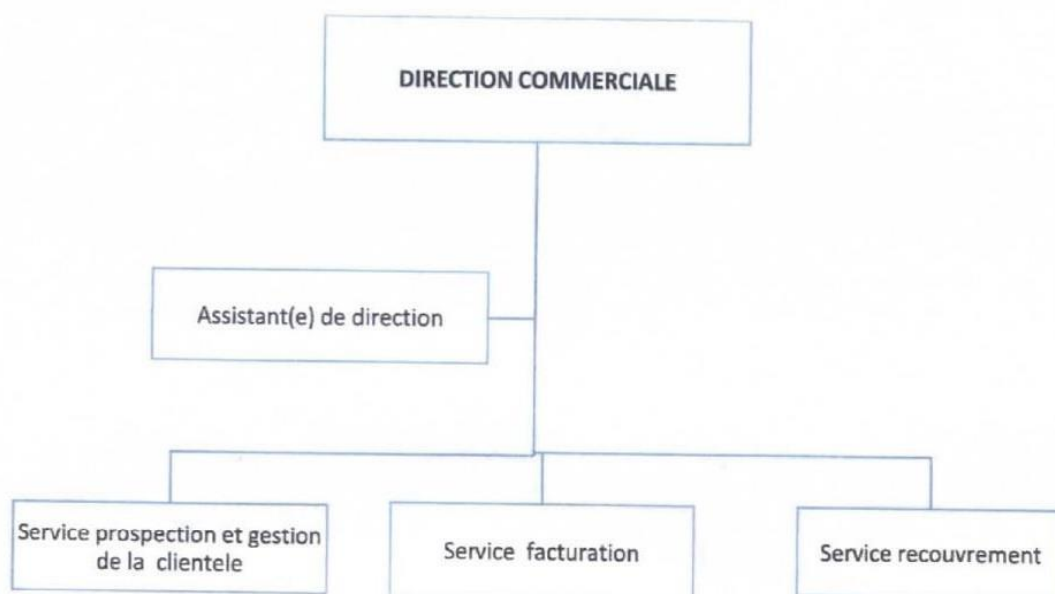 DIRECTION COMMERCIALE
Assistant(e) de direction
Service prospection et gestion
de la clientele
Service facturation
Service recouvrement